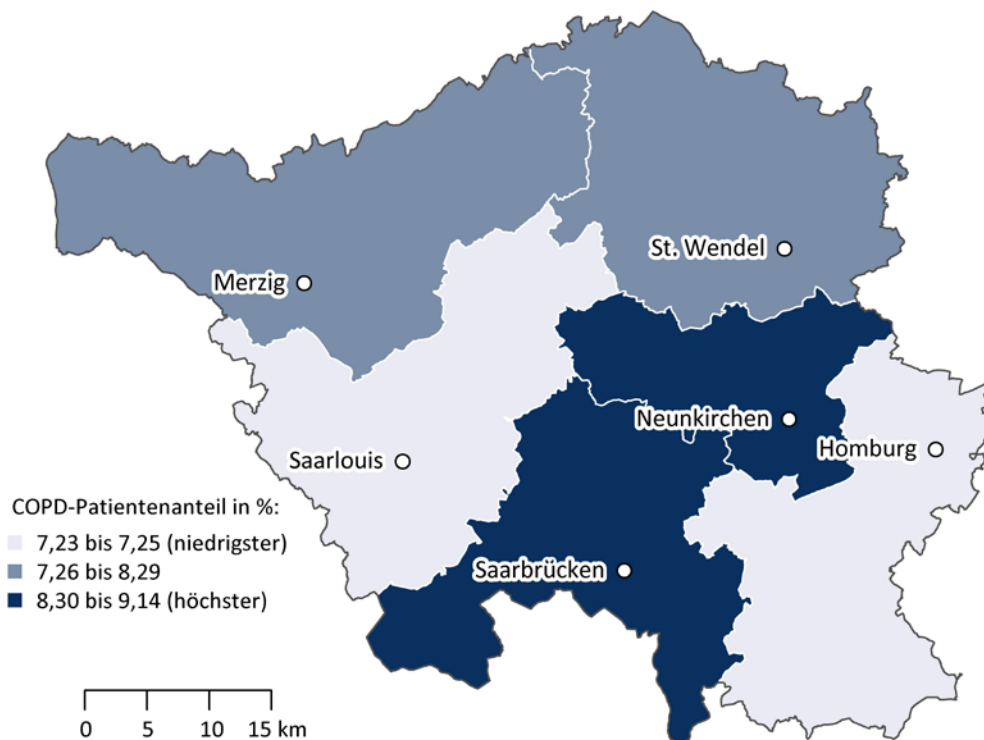 St. Wendel
Merzig
Neunkirchen
Homburg
Saarlouis
Saarbrücken
COPD-Patientenanteil in %:
7,23 bis 7,25 (niedrigster)
7,26 bis 8,29
8,30 bis 9,14 (höchster)
0 5 10 15 km